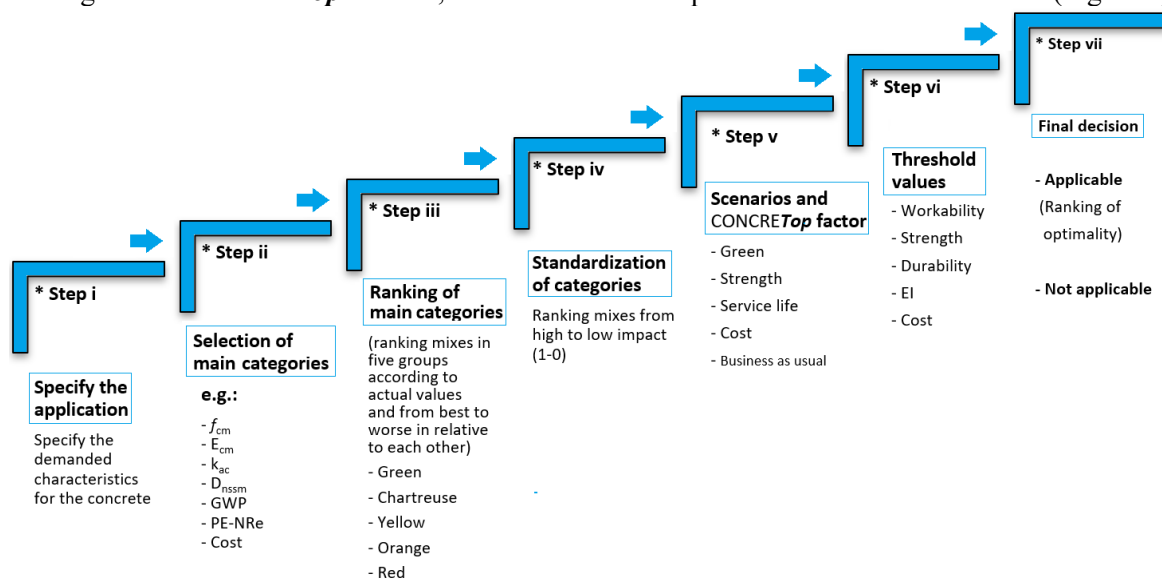 * Step i
Specify the
application
Specify the
demanded
characteristics
for the concrete
* Step ii
Selection of
main categories
e.g.:
- fcm
- Ecm
- kac
- Dnssm
- GWP
- PE-NRe
- Cost
* Step iii
Ranking of
main categories
(ranking mixes in
five groups
according to
actual values
and from best to
worse in relative
to each other)
- Green
- Chartreuse
- Yellow
- Orange
- Red
* Step iv
Standardization
of categories
Ranking mixes from
high to low impact
(1-0)
-
* Step v
Scenarios and
CONCRETop factor
- Green
- Strength
- Service life
- Cost
- Business as usual
* Step vi
Threshold
values
- Workability
- Strength
- Durability
- EI
- Cost
* Step vii
Final decision
- Applicable
(Ranking of
optimality)
- Not applicable